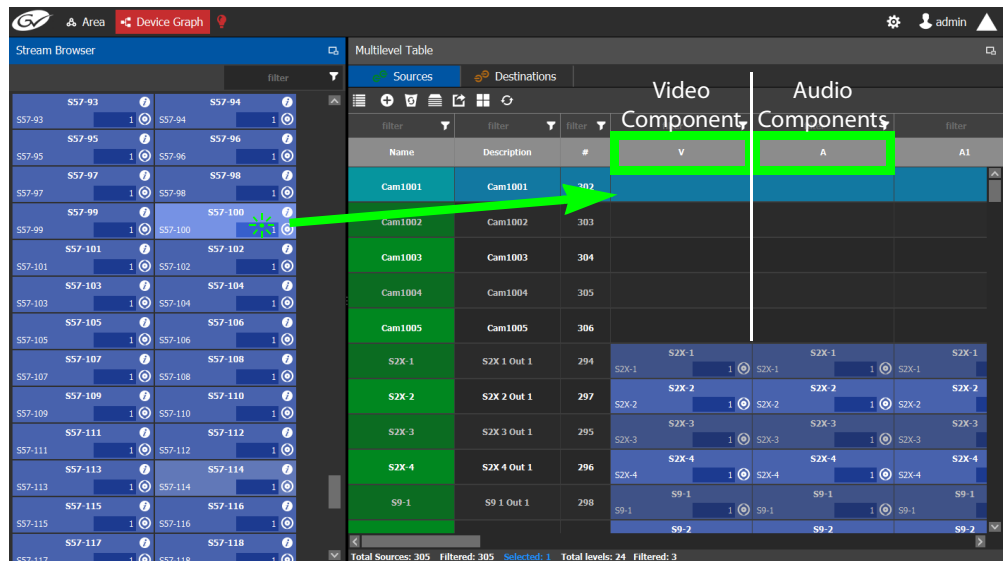 GV Area Device Graph admin
Stream Browser
filter
S57-93 S57-94
S57-93 1 S57-94 1
S57-95 S57-96
S57-95 1 S57-96 1
S57-97 S57-98
S57-97 1 S57-98 1
S57-99 S57-100
S57-99 1 S57-100 1
S57-101 S57-102
S57-101 1 S57-102 1
S57-103 S57-104
S57-103 1 S57-104 1
S57-105 S57-106
S57-105 1 S57-106 1
S57-107 S57-108
S57-107 1 S57-108 1
S57-109 S57-110
S57-109 1 S57-110 1
S57-111 S57-112
S57-111 1 S57-112 1
S57-113 S57-114
S57-113 1 S57-114 1
S57-115 S57-116
S57-115 1 S57-116 1
S57-117 S57-118
S57-117 1 S57-118 1
Multilevel Table
Sources Destinations
Video Audio
Component Components
filter filter filter filter
Name Description # V A A1
Cam1001 Cam1001 302
Cam1002 Cam1002 303
Cam1003 Cam1003 304
Cam1004 Cam1004 305
Cam1005 Cam1005 306
S2X-1 S2X-1 S2X-1
S2X-1 S2X 1 Out 1 294
S2X-1 1 S2X-1 1 S2X-1
S2X-2 S2X-2 S2X-2
S2X-2 S2X 2 Out 1 297
S2X-2 1 S2X-2 1 S2X-2
S2X-3 S2X-3 S2X-3
S2X-3 S2X 3 Out 1 295
S2X-3 1 S2X-3 1 S2X-3
S2X-4 S2X-4 S2X-4
S2X-4 S2X 4 Out 1 296
S2X-4 1 S2X-4 1 S2X-4
S9-1 S9-1 S9-1
S9-1 S9 1 Out 1 298
S9-1 1 S9-1 1 S9-1
S9-2 S9-2 S9-2
Total Sources: 305 Filtered: 305 Selected: 1 Total levels: 24 Filtered: 3